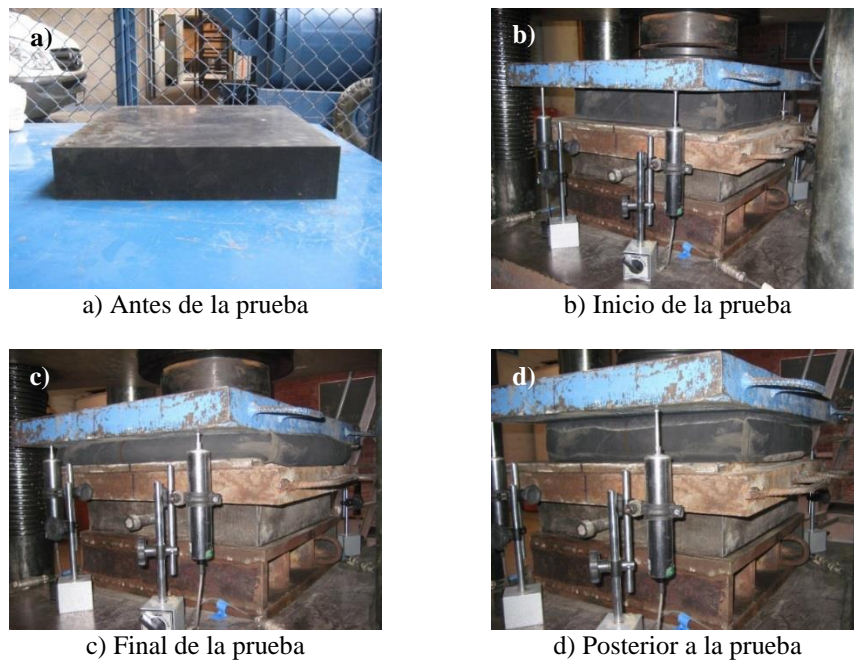 a)
b)
a) Antes de la prueba
b) Inicio de la prueba
c)
d)
c) Final de la prueba
d) Posterior a la prueba